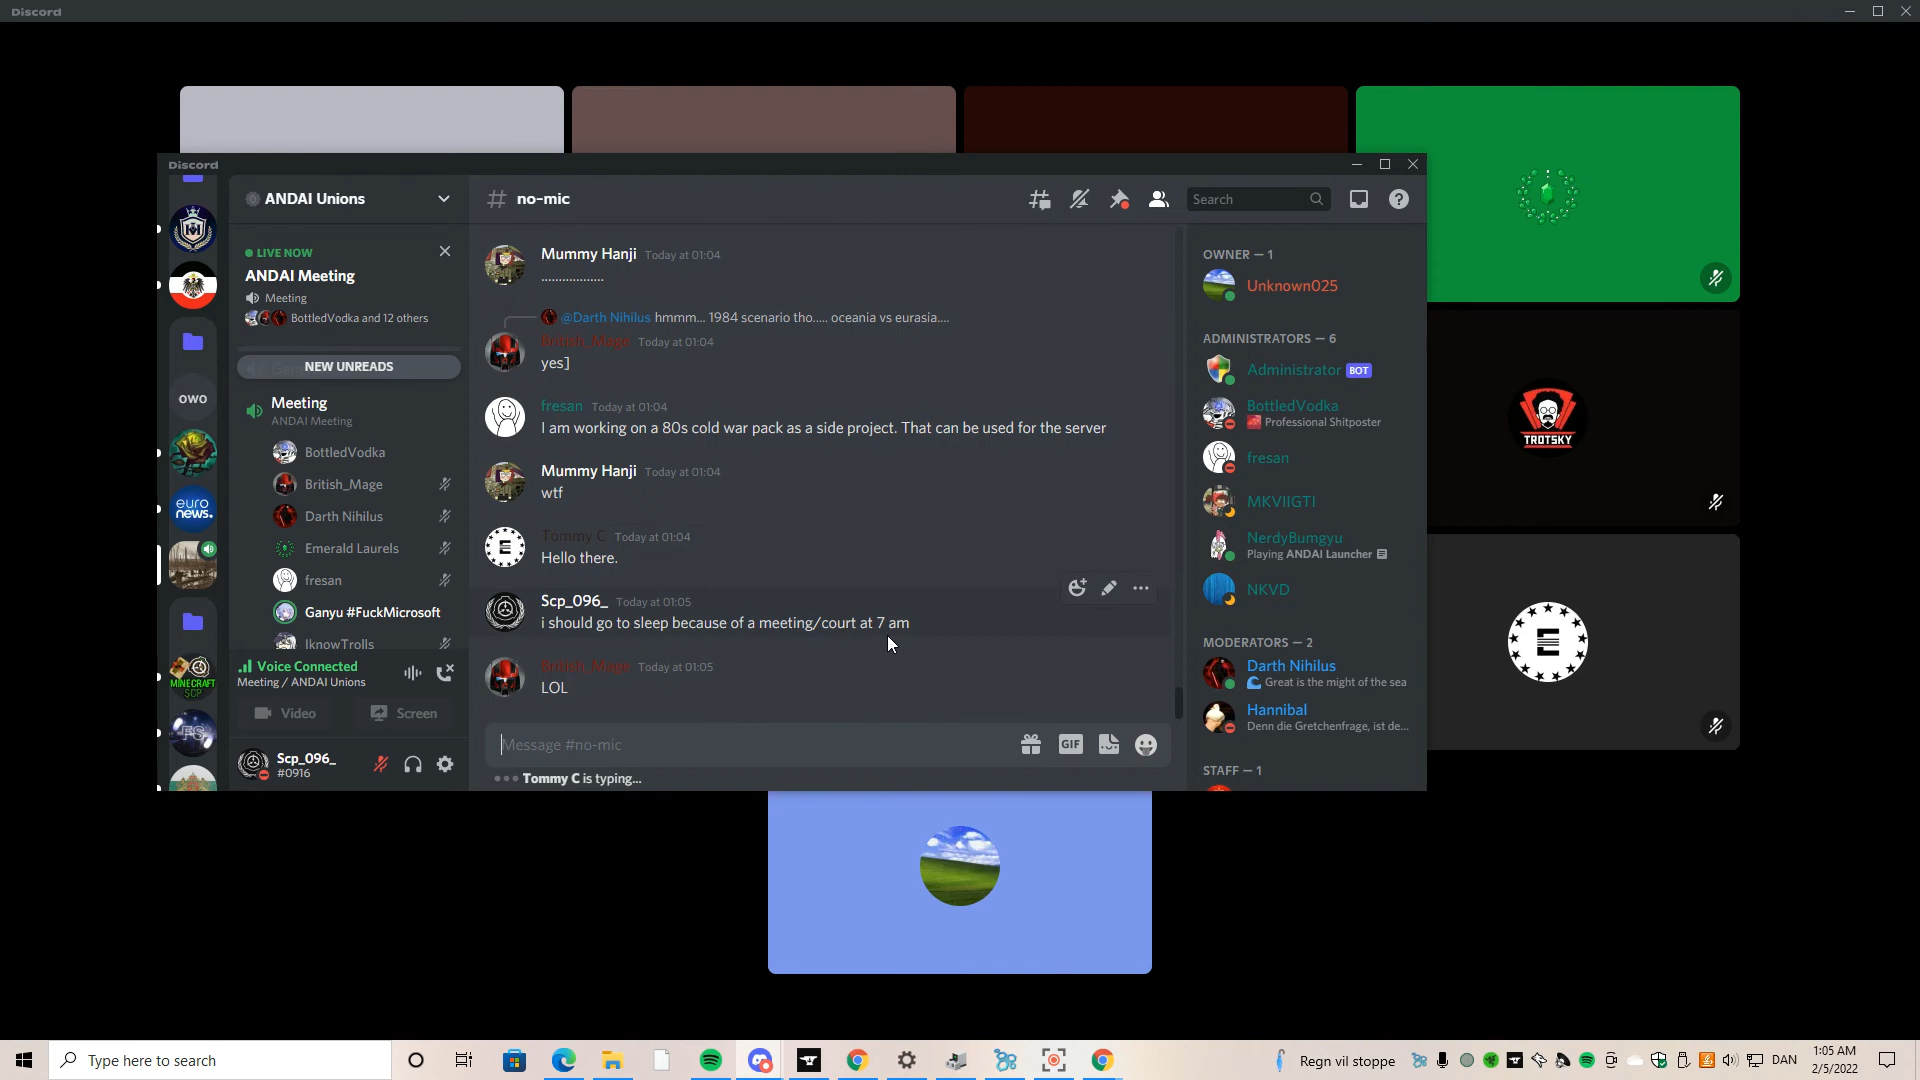 Discord
Discord
ANDAI Unions
no-mic
Search
LIVE NOW
ANDAI Meeting
Meeting
BottledVodka and 12 others
NEW UNREADS
Meeting
ANDAI Meeting
BottledVodka
British_Mage
Darth Nihilus
Emerald Laurels
fresan
Ganyu #FuckMicrosoft
IknowTrolls
Voice Connected
Meeting / ANDAI Unions
Video
Screen
Scp_096_
#0916
owo
euro
news.
MINECRAFT
SCP
FS
Mummy Hanji Today at 01:04
..................
@Darth Nihilus hmmm... 1984 scenario tho..... oceania vs eurasia....
British_Mage Today at 01:04
yes]
fresan Today at 01:04
I am working on a 80s cold war pack as a side project. That can be used for the server
Mummy Hanji Today at 01:04
wtf
Tommy C Today at 01:04
Hello there.
Scp_096_ Today at 01:05
i should go to sleep because of a meeting/court at 7 am
British_Mage Today at 01:05
LOL
Message #no-mic
GIF
Tommy C is typing...
OWNER — 1
Unknown025
ADMINISTRATORS — 6
Administrator BOT
BottledVodka
Professional Shitposter
fresan
MKVIIGTI
NerdyBumgyu
Playing ANDAI Launcher
NKVD
MODERATORS — 2
Darth Nihilus
Great is the might of the sea
Hannibal
Denn die Gretchenfrage, ist de...
STAFF — 1
TROTSKY
E
Type here to search
Regn vil stoppe
DAN
1:05 AM
2/5/2022